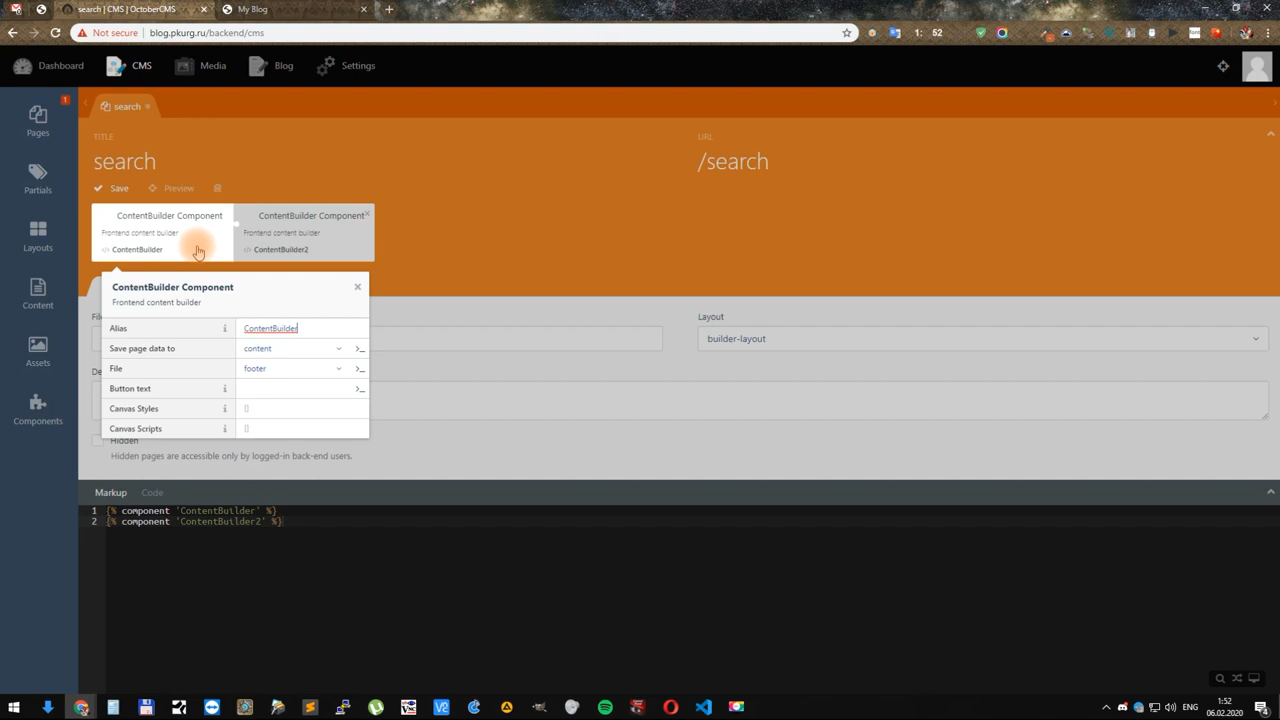 search | CMS | OctoberCMS
My Blog
Not secure
blog.pkurg.ru/backend/cms
1: 52
Dashboard
CMS
Media
Blog
Settings
1
search
Pages
Partials
Layouts
Content
Assets
Components
TITLE
search
URL
/search
Save
Preview
ContentBuilder Component
Frontend content builder
ContentBuilder
ContentBuilder Component
Frontend content builder
ContentBuilder2
ContentBuilder Component
Frontend content builder
Alias
ContentBuilder
Save page data to
content
File
footer
Button text
Canvas Styles
[]
Canvas Scripts
[]
Layout
builder-layout
Hidden
Hidden pages are accessible only by logged-in back-end users.
Markup
Code
1 {% component 'ContentBuilder' %}
2 {% component 'ContentBuilder2' %}
ENG
1:52
06.02.2020